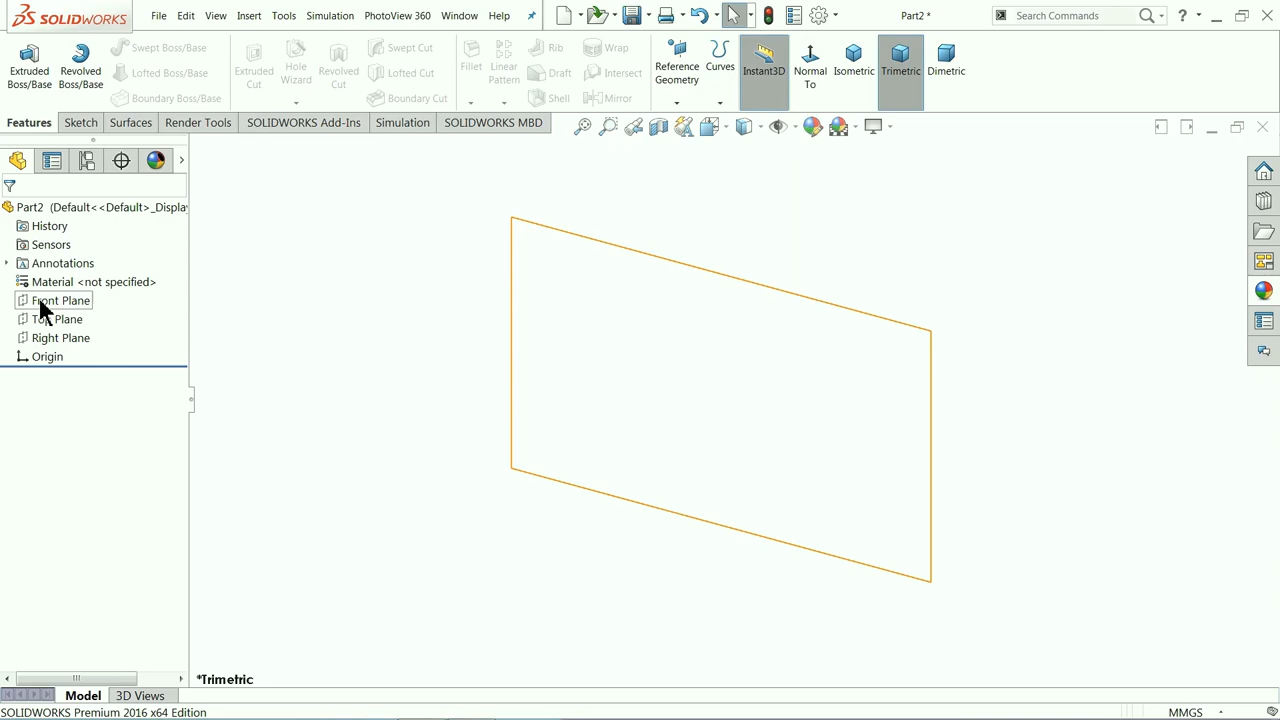 SOLIDWORKS File Edit View Insert Tools Simulation PhotoView 360 Window Help Part2 * Search Commands ?
Extruded Boss/Base
Revolved Boss/Base
Swept Boss/Base
Lofted Boss/Base
Boundary Boss/Base
Extruded Cut
Hole Wizard
Revolved Cut
Swept Cut
Lofted Cut
Boundary Cut
Fillet
Linear Pattern
Rib
Draft
Shell
Wrap
Intersect
Mirror
Reference Geometry
Curves
Instant3D
Normal To
Isometric
Trimetric
Dimetric
Features Sketch Surfaces Render Tools SOLIDWORKS Add-Ins Simulation SOLIDWORKS MBD
Part2 (Default<<Default>_Displa
History
Sensors
Annotations
Material <not specified>
Front Plane
Top Plane
Right Plane
Origin
*Trimetric
Model 3D Views
SOLIDWORKS Premium 2016 x64 Edition MMGS